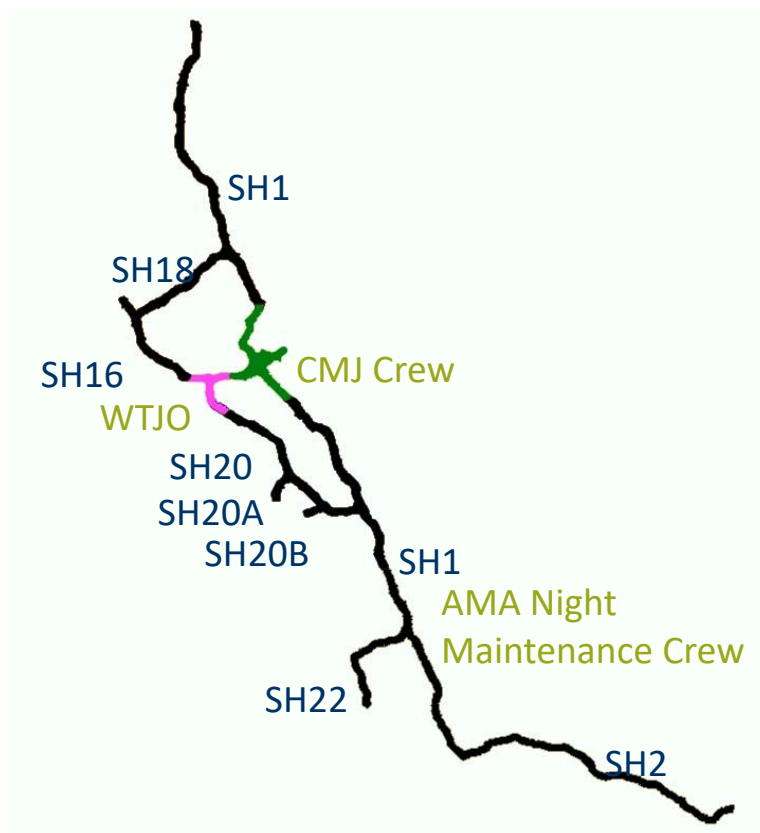 SH1
SH18
SH16
CMJ Crew
WTJO
SH20
SH20A
SH20B
SH1
AMA Night
Maintenance Crew
SH22
SH2